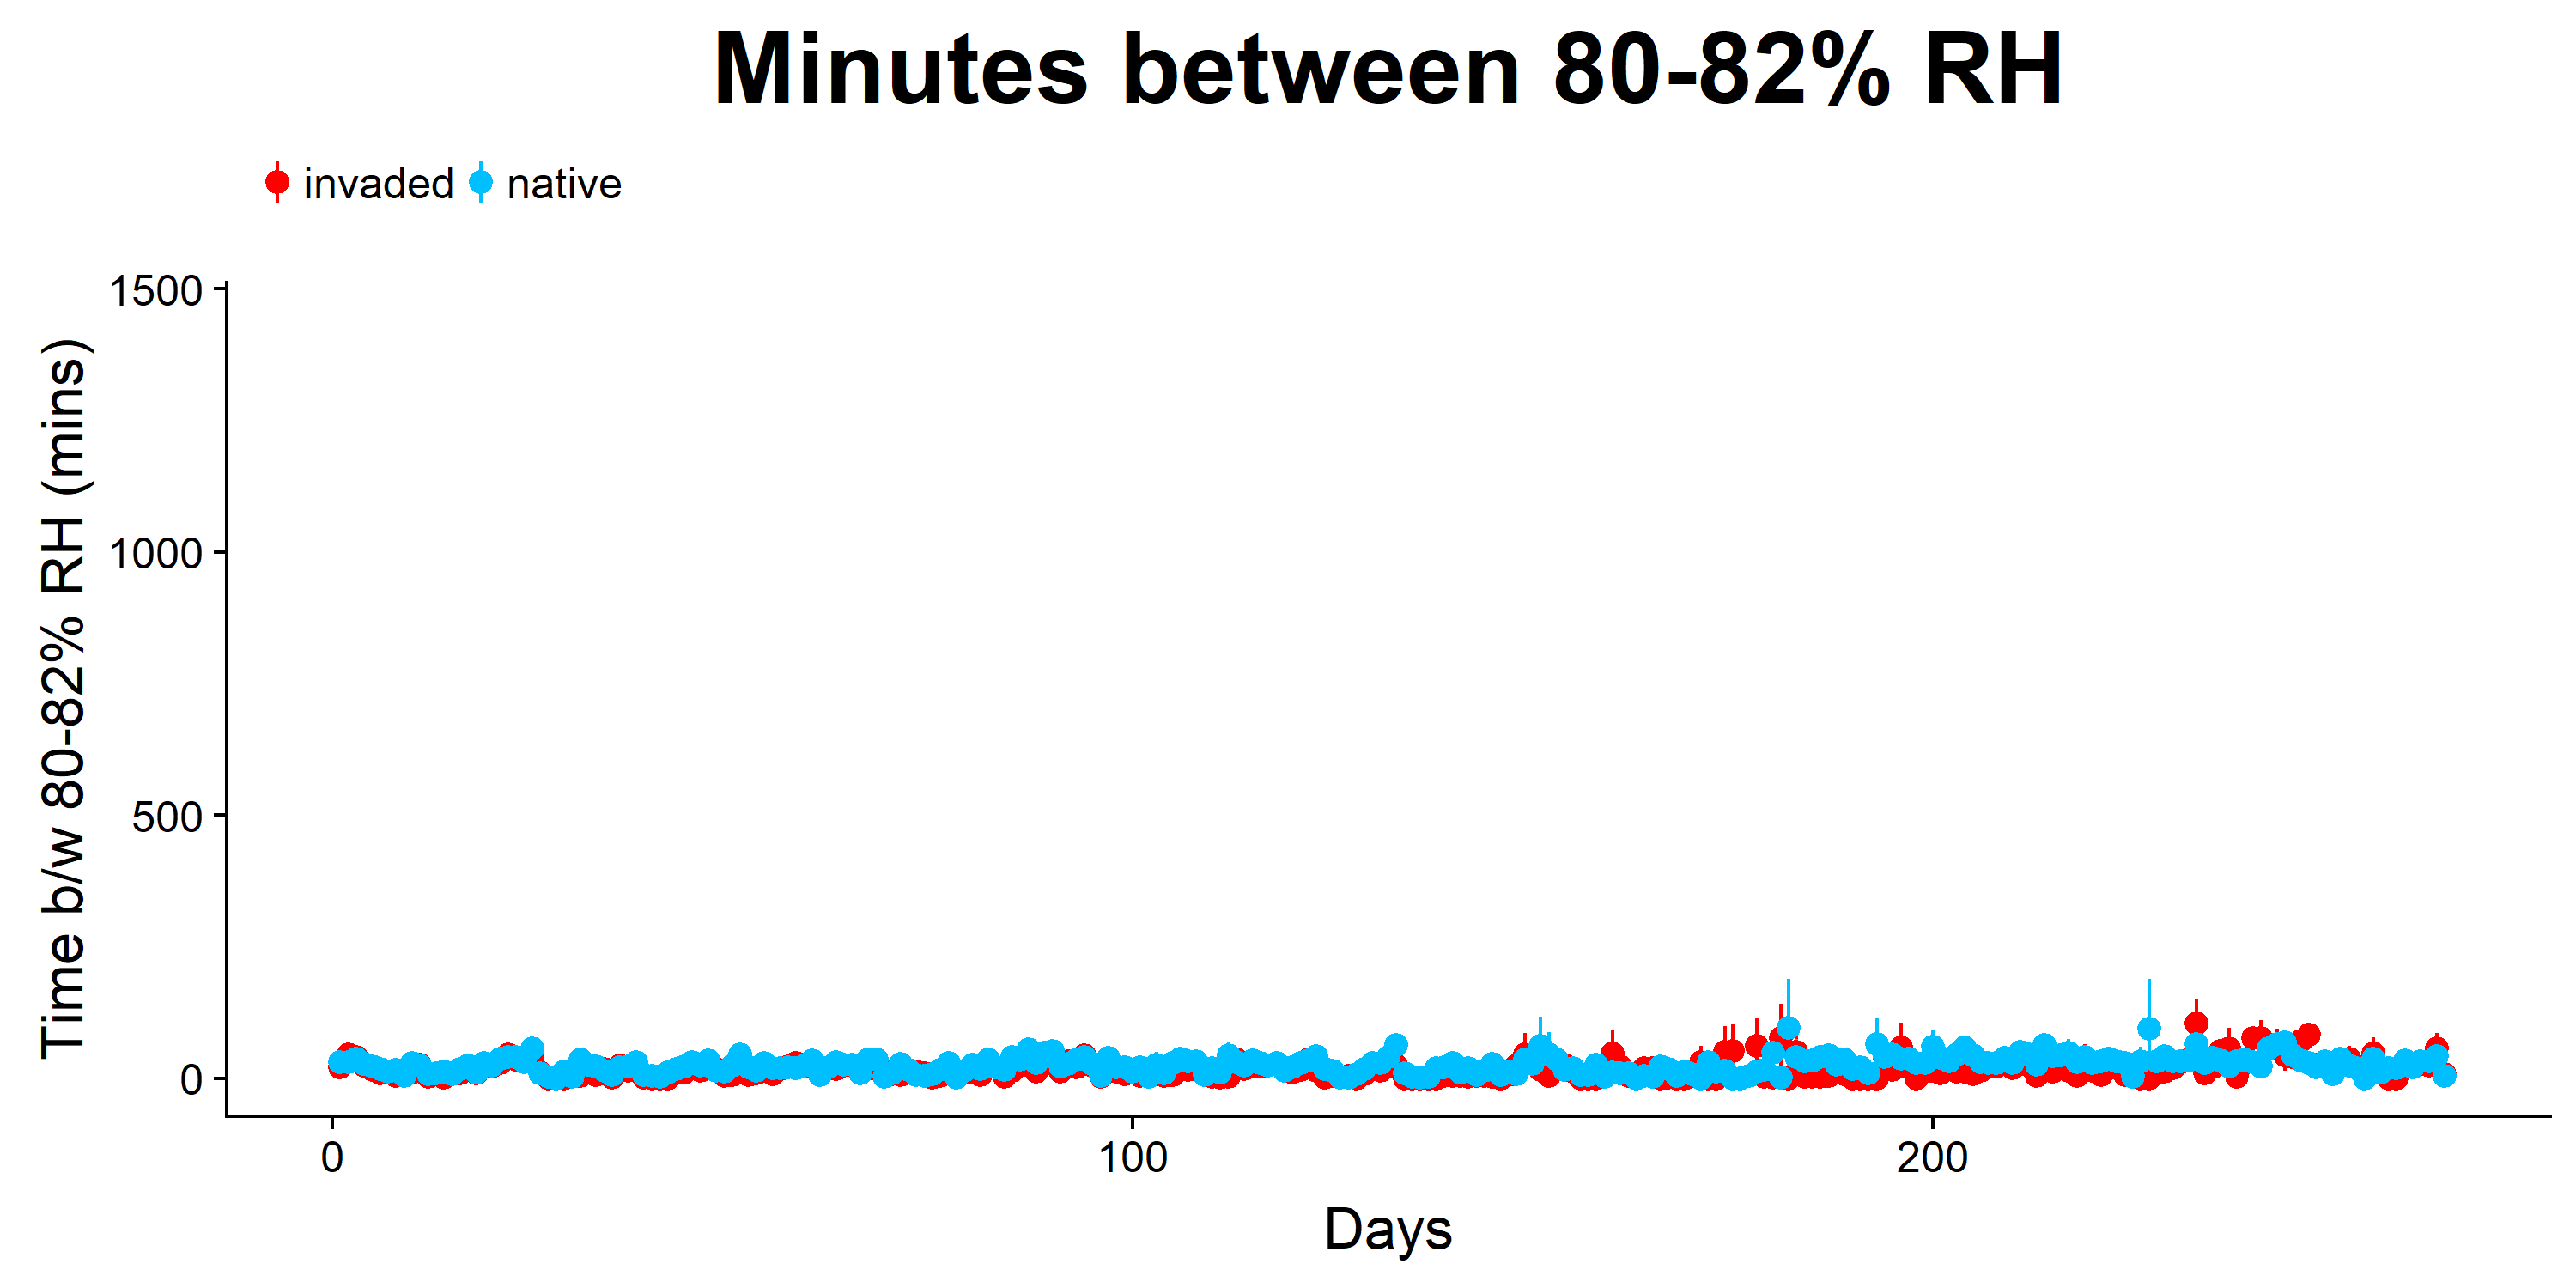 Minutes between 80-82% RH
invaded native
1500
1000
500
0
Time b/w 80-82% RH (mins)
0 100 200
Days